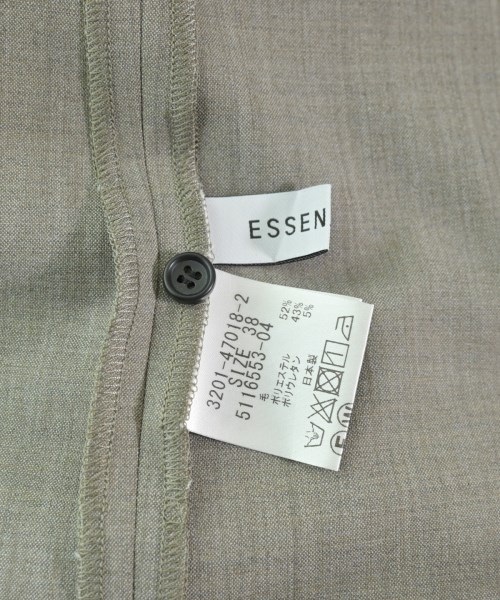 ESSEN
3201-47018-2
SIZE 38
5116553-04
毛 52%
ポリエステル 43%
ポリウレタン 5%
日本製
F W